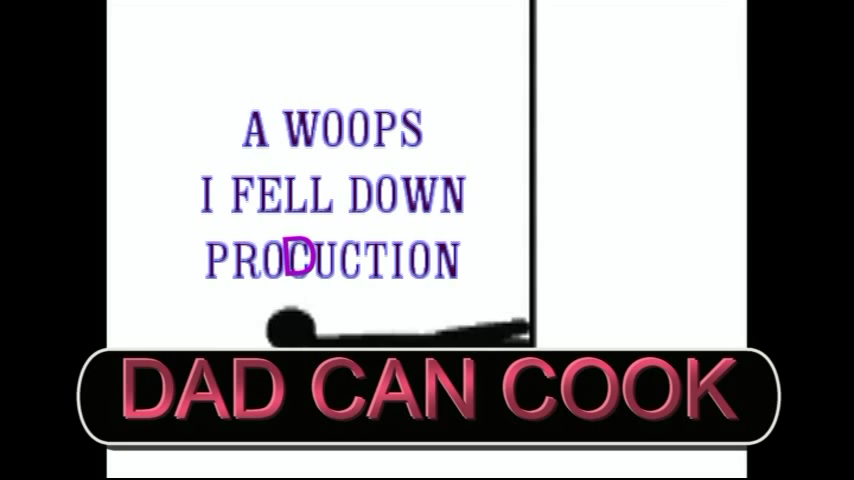 A WOOPS
I FELL DOWN
PRODUCTION
DAD CAN COOK